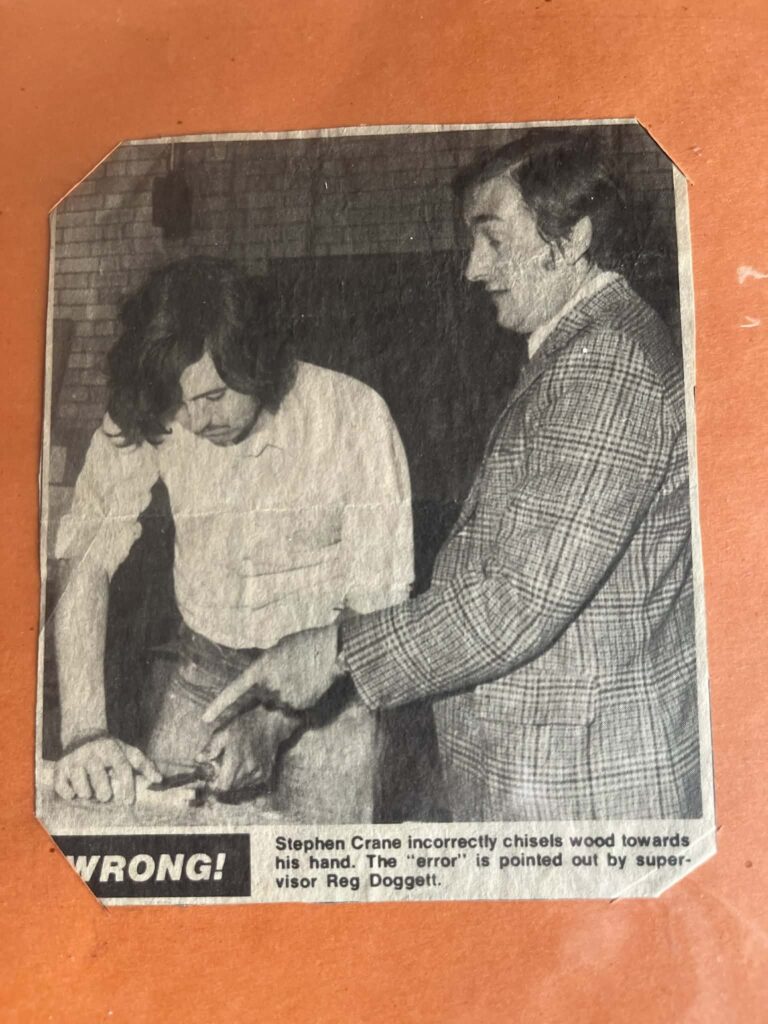 WRONG!
Stephen Crane incorrectly chisels wood towards
his hand. The "error" is pointed out by super-
visor Reg Doggett.